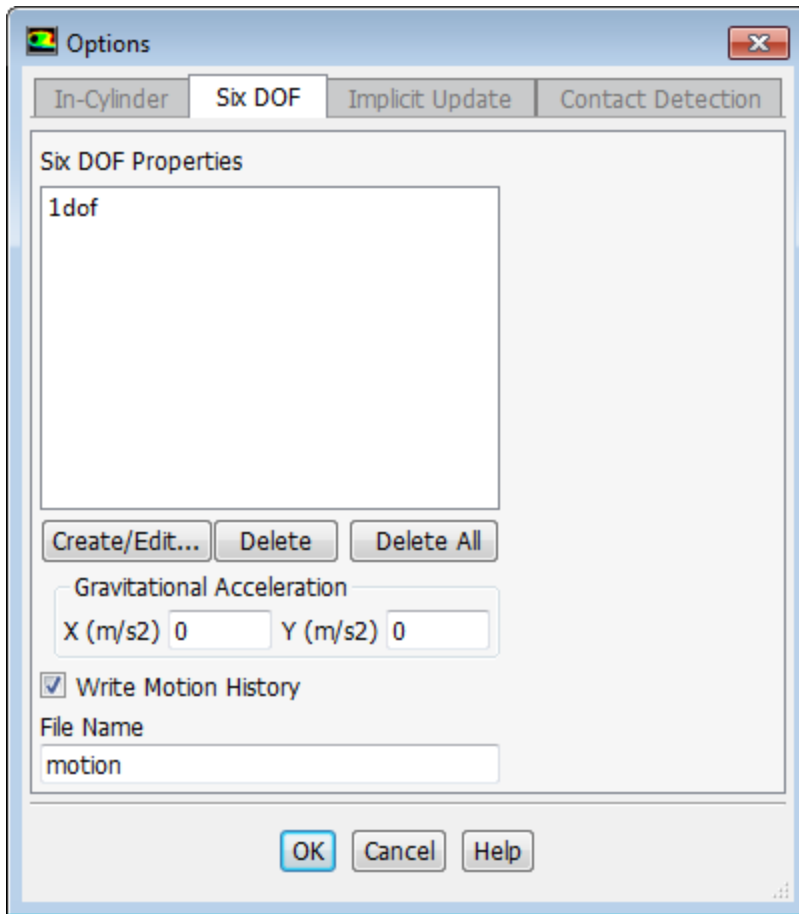 Options
In-Cylinder Six DOF Implicit Update Contact Detection
Six DOF Properties
1dof
Create/Edit... Delete Delete All
Gravitational Acceleration
X (m/s2) 0 Y (m/s2) 0
Write Motion History
File Name
motion
OK Cancel Help